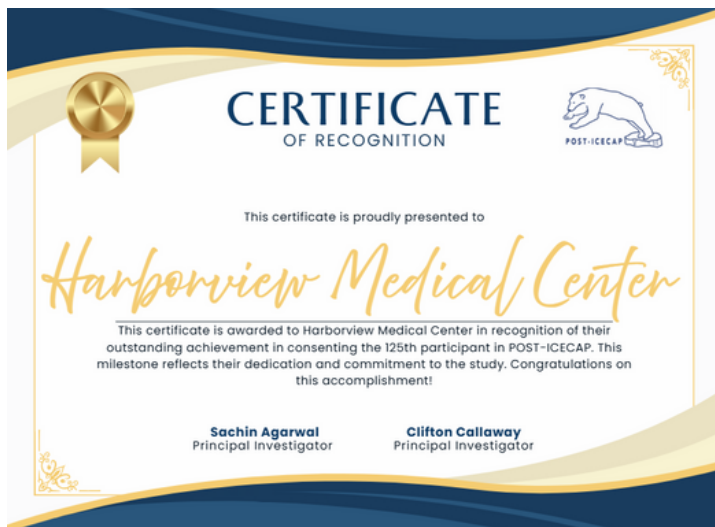 CERTIFICATE
OF RECOGNITION
POST-ICECAP
This certificate is proudly presented to
Harborview Medical Center
This certificate is awarded to Harborview Medical Center in recognition of their
outstanding achievement in consenting the 125th participant in POST-ICECAP. This
milestone reflects their dedication and commitment to the study. Congratulations on
this accomplishment!
Sachin Agarwal
Principal Investigator
Clifton Callaway
Principal Investigator